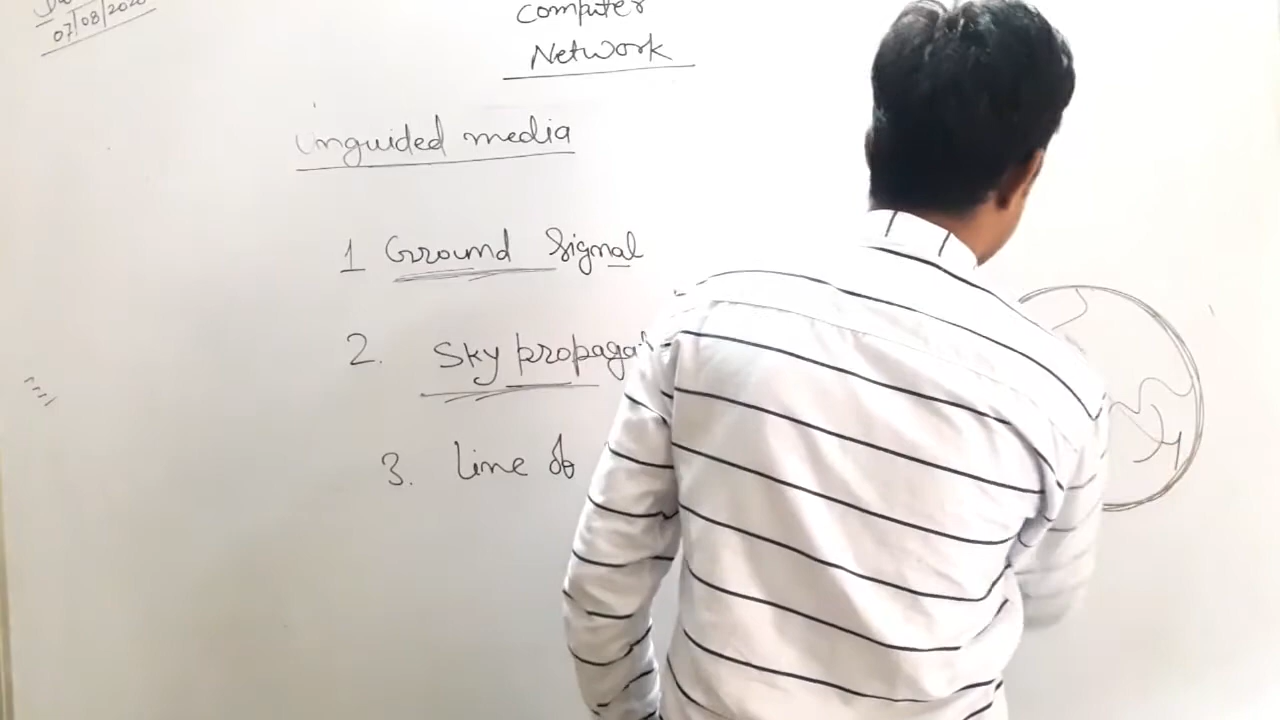 07/08/2020
Computer
Network
Unguided media
1 Ground Signal
2. Sky propagat
3. Line of